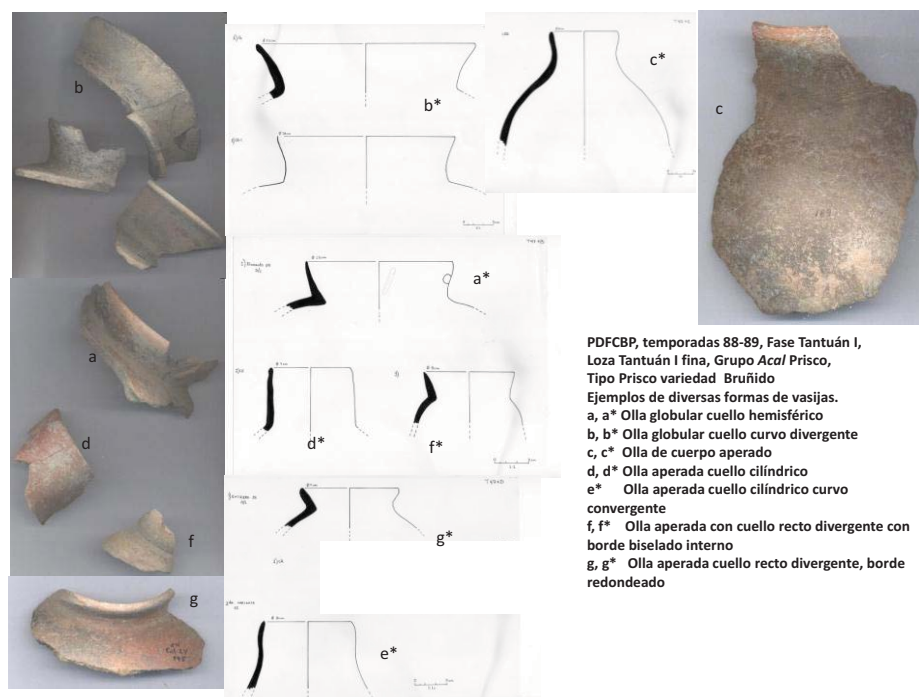 b
b*
c*
c
a*
a
d
d*
f*
f
g*
g
e*
189
PDFCBP, temporadas 88-89, Fase Tantuán I,
Loza Tantuán I fina, Grupo Acal Prisco,
Tipo Prisco variedad Bruñido
Ejemplos de diversas formas de vasijas.
a, a* Olla globular cuello hemisférico
b, b* Olla globular cuello curvo divergente
c, c* Olla de cuerpo aperado
d, d* Olla aperada cuello cilíndrico
e* Olla aperada cuello cilíndrico curvo
convergente
f, f* Olla aperada con cuello recto divergente con
borde biselado interno
g, g* Olla aperada cuello recto divergente, borde
redondeado